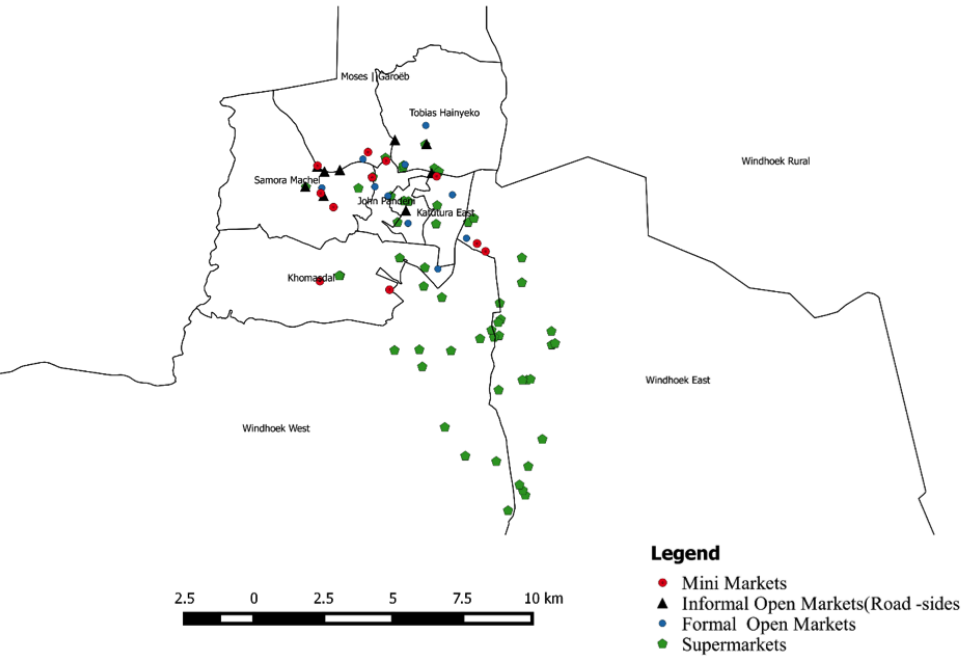 Moses ǁGaroëb
Tobias Hainyeko
Windhoek Rural
Samora Machel
John Pandeni
Katutura East
Khomasdal
Windhoek East
Windhoek West
Legend
Mini Markets
Informal Open Markets(Road -sides
Formal Open Markets
Supermarkets
2.5 0 2.5 5 7.5 10 km